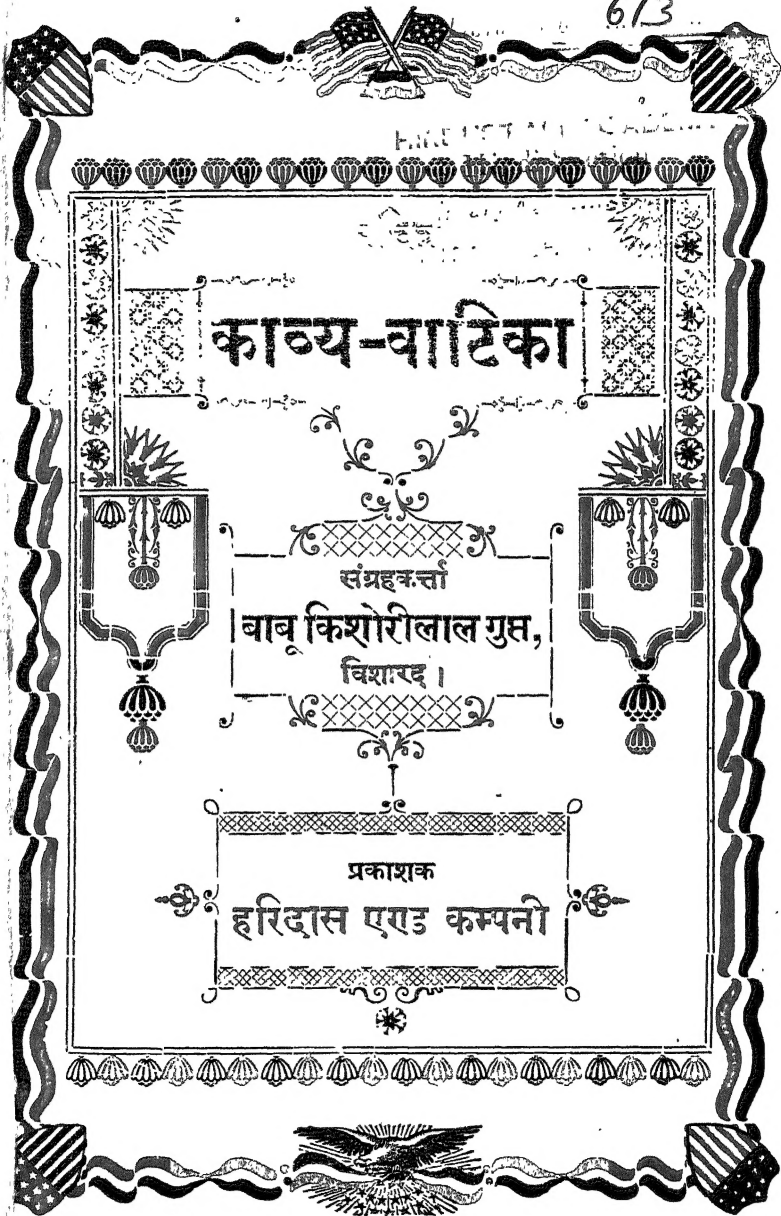 613
काव्य-वाटिका
संग्रहकर्त्ता
बाबू किशोरीलाल गुप्त,
विशारद।
प्रकाशक
हरिदास एण्ड कम्पनी